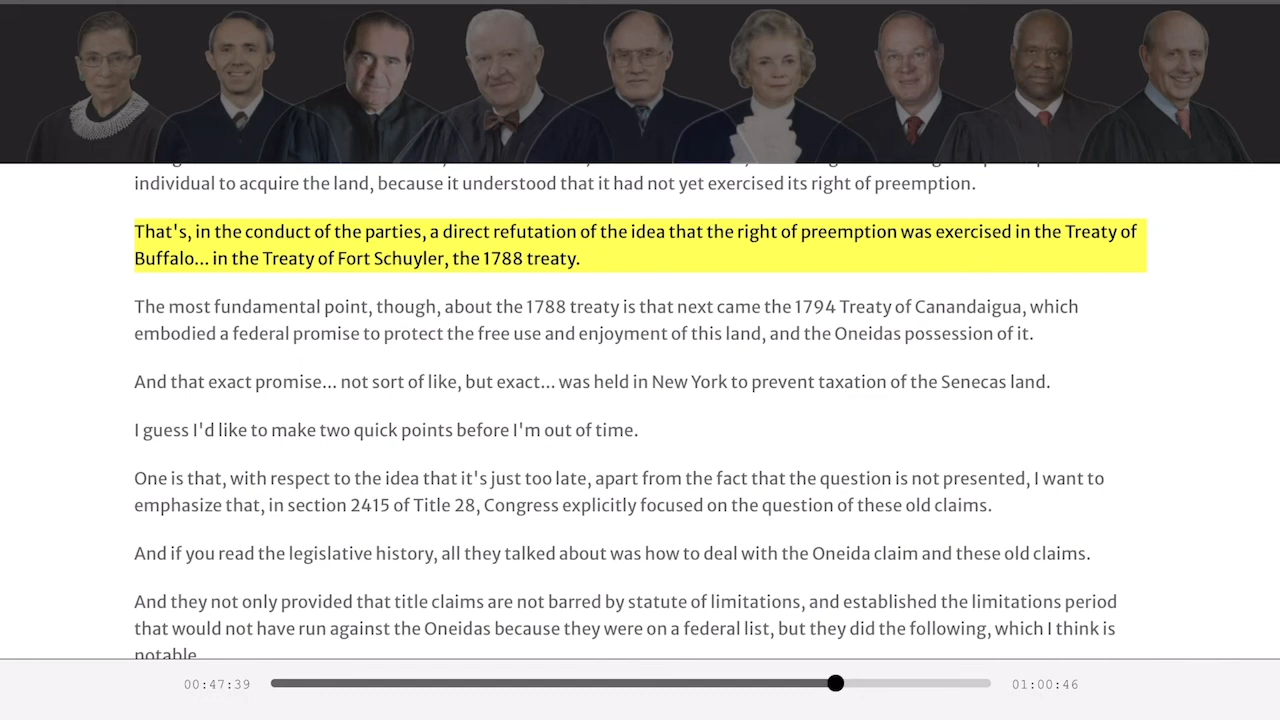 individual to acquire the land, because it understood that it had not yet exercised its right of preemption.
That's, in the conduct of the parties, a direct refutation of the idea that the right of preemption was exercised in the Treaty of
Buffalo... in the Treaty of Fort Schuyler, the 1788 treaty.
The most fundamental point, though, about the 1788 treaty is that next came the 1794 Treaty of Canandaigua, which
embodied a federal promise to protect the free use and enjoyment of this land, and the Oneidas possession of it.
And that exact promise... not sort of like, but exact... was held in New York to prevent taxation of the Senecas land.
I guess I'd like to make two quick points before I'm out of time.
One is that, with respect to the idea that it's just too late, apart from the fact that the question is not presented, I want to
emphasize that, in section 2415 of Title 28, Congress explicitly focused on the question of these old claims.
And if you read the legislative history, all they talked about was how to deal with the Oneida claim and these old claims.
And they not only provided that title claims are not barred by statute of limitations, and established the limitations period
that would not have run against the Oneidas because they were on a federal list, but they did the following, which I think is
notable
00:47:39
01:00:46